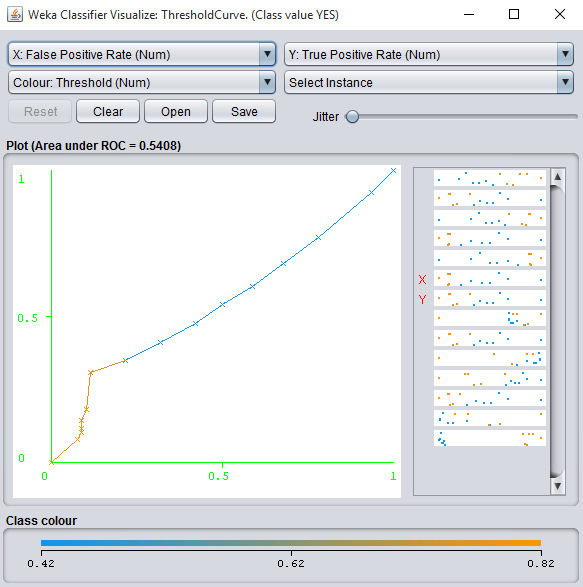 Weka Classifier Visualize: ThresholdCurve. (Class value YES)
X: False Positive Rate (Num)
Y: True Positive Rate (Num)
Colour: Threshold (Num)
Select Instance
Reset
Clear
Open
Save
Jitter
Plot (Area under ROC = 0.5408)
1
0.5
0
0
0.5
1
X
Y
Class colour
0.42
0.62
0.82